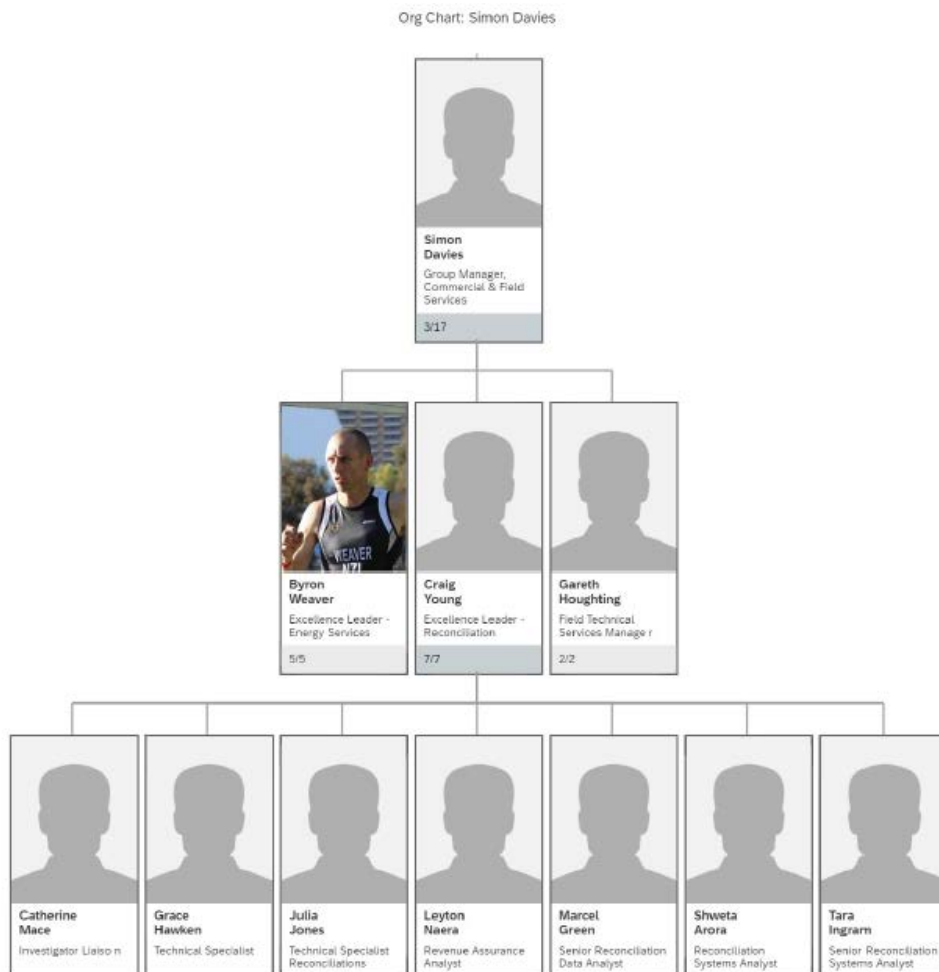 Org Chart: Simon Davies
Simon
Davies
Group Manager,
Commercial & Field
Services
3/17
WEAVER
NZL
Byron
Weaver
Excellence Leader -
Energy Services
5/5
Craig
Young
Excellence Leader -
Reconciliation
7/7
Gareth
Houghting
Field Technical
Services Manage r
2/2
Catherine
Mace
Investigator Liaiso n
Grace
Hawken
Technical Specialist
Julia
Jones
Technical Specialist
Reconciliations
Leyton
Naera
Revenue Assurance
Analyst
Marcel
Green
Senior Reconciliation
Data Analyst
Shweta
Arora
Reconciliation
Systems Analyst
Tara
Ingram
Senior Reconciliation
Systems Analyst